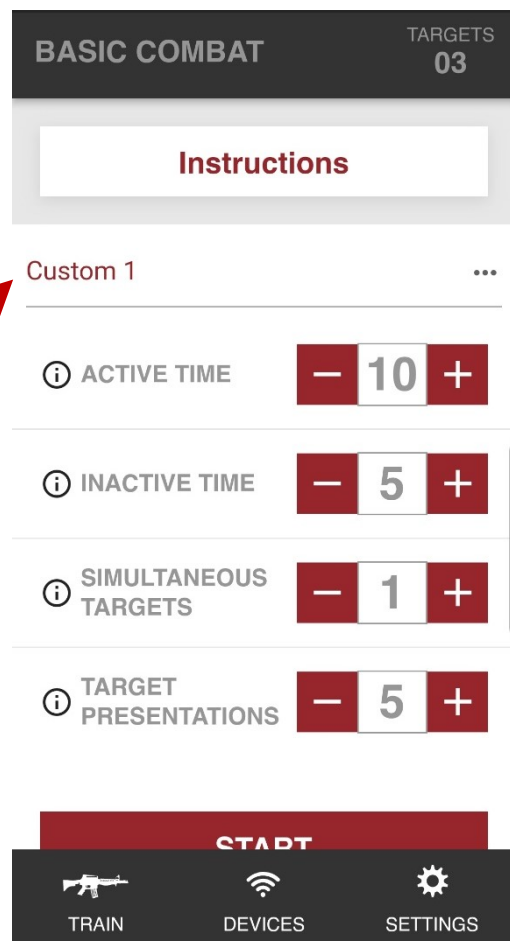 BASIC COMBAT
TARGETS
03
Instructions
Custom 1
ACTIVE TIME
− 10 +
INACTIVE TIME
− 5 +
SIMULTANEOUS
TARGETS
− 1 +
TARGET
PRESENTATIONS
− 5 +
START
TRAIN DEVICES SETTINGS